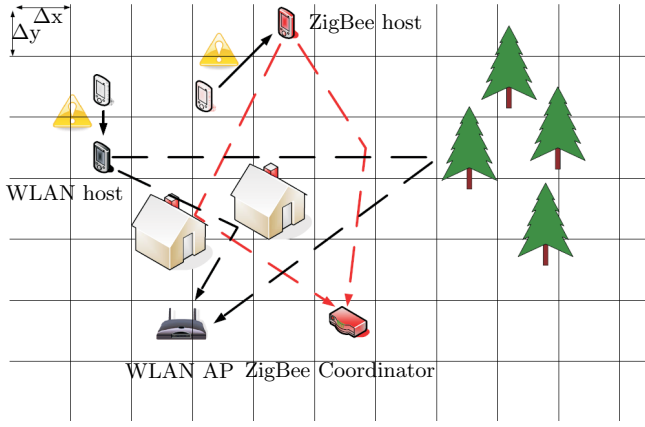 Δx
Δy
ZigBee host
WLAN host
WLAN AP
ZigBee Coordinator